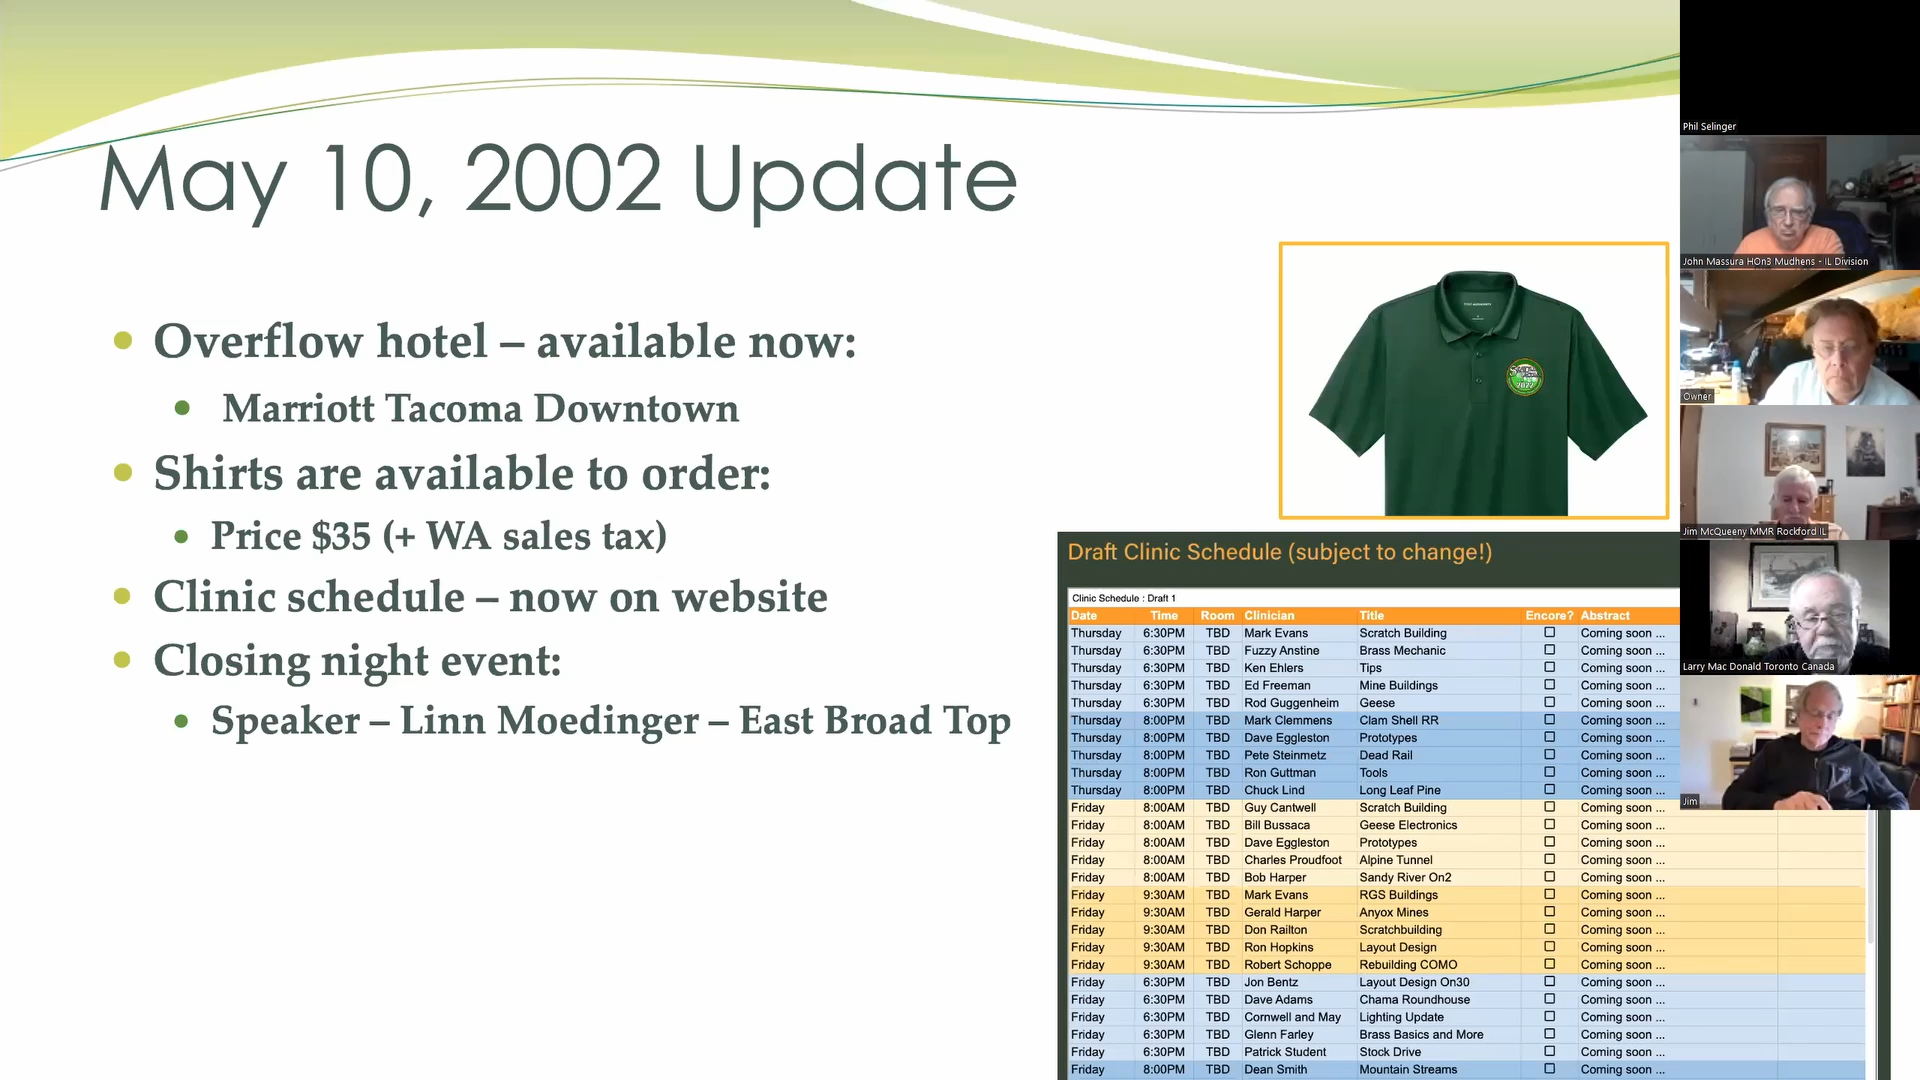 May 10, 2002 Update
Overflow hotel – available now:
Marriott Tacoma Downtown
Shirts are available to order:
Price $35 (+ WA sales tax)
Clinic schedule – now on website
Closing night event:
Speaker – Linn Moedinger – East Broad Top
2022
Draft Clinic Schedule (subject to change!)
Clinic Schedule : Draft 1
Date Time Room Clinician Title Encore? Abstract
Thursday 6:30PM TBD Mark Evans Scratch Building Coming soon ...
Thursday 6:30PM TBD Fuzzy Anstine Brass Mechanic Coming soon ...
Thursday 6:30PM TBD Ken Ehlers Tips Coming soon ...
Thursday 6:30PM TBD Ed Freeman Mine Buildings Coming soon ...
Thursday 6:30PM TBD Rod Guggenheim Geese Coming soon ...
Thursday 8:00PM TBD Mark Clemmens Clam Shell RR Coming soon ...
Thursday 8:00PM TBD Dave Eggleston Prototypes Coming soon ...
Thursday 8:00PM TBD Pete Steinmetz Dead Rail Coming soon ...
Thursday 8:00PM TBD Ron Guttman Tools Coming soon ...
Thursday 8:00PM TBD Chuck Lind Long Leaf Pine Coming soon ...
Friday 8:00AM TBD Guy Cantwell Scratch Building Coming soon ...
Friday 8:00AM TBD Bill Bussaca Geese Electronics Coming soon ...
Friday 8:00AM TBD Dave Eggleston Prototypes Coming soon ...
Friday 8:00AM TBD Charles Proudfoot Alpine Tunnel Coming soon ...
Friday 8:00AM TBD Bob Harper Sandy River On2 Coming soon ...
Friday 9:30AM TBD Mark Evans RGS Buildings Coming soon ...
Friday 9:30AM TBD Gerald Harper Anyox Mines Coming soon ...
Friday 9:30AM TBD Don Railton Scratchbuilding Coming soon ...
Friday 9:30AM TBD Ron Hopkins Layout Design Coming soon ...
Friday 9:30AM TBD Robert Schoppe Rebuilding COMO Coming soon ...
Friday 6:30PM TBD Jon Bentz Layout Design On30 Coming soon ...
Friday 6:30PM TBD Dave Adams Chama Roundhouse Coming soon ...
Friday 6:30PM TBD Cornwell and May Lighting Update Coming soon ...
Friday 6:30PM TBD Glenn Farley Brass Basics and More Coming soon ...
Friday 6:30PM TBD Patrick Student Stock Drive Coming soon ...
Friday 8:00PM TBD Dean Smith Mountain Streams Coming soon ...
Phil Selinger
John Massura HOn3 Mudhens - IL Division
Owner
Jim McQueeny MMR Rockford IL
Larry Mac Donald Toronto Canada
Jim